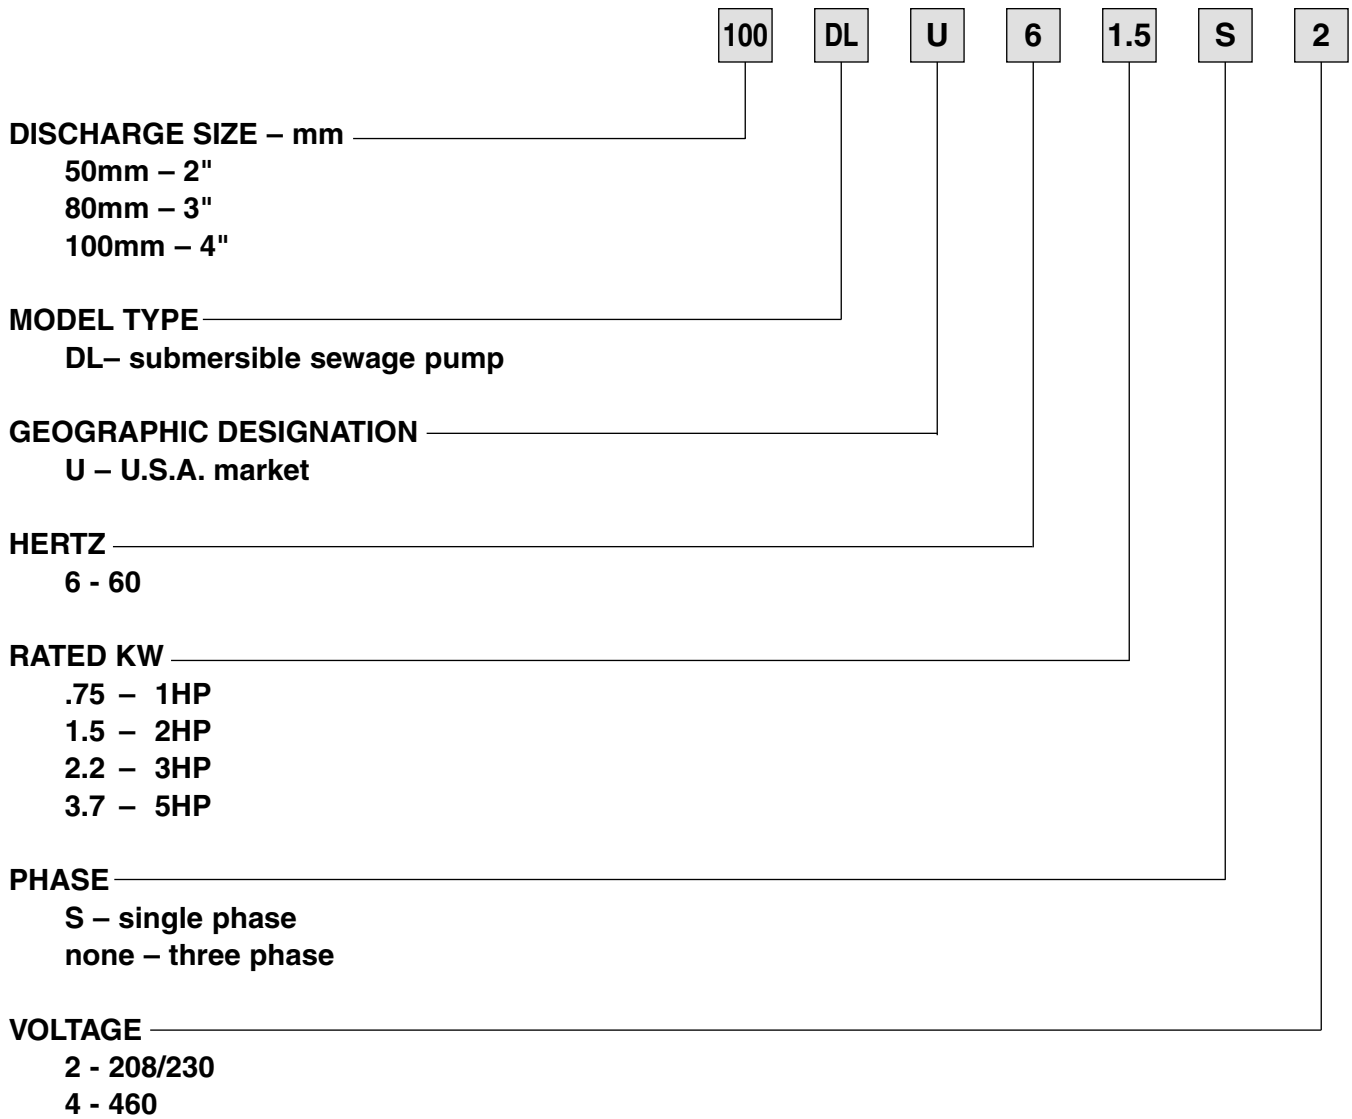 100 DL U 6 1.5 S 2
DISCHARGE SIZE – mm
50mm – 2"
80mm – 3"
100mm – 4"
MODEL TYPE
DL– submersible sewage pump
GEOGRAPHIC DESIGNATION
U – U.S.A. market
HERTZ
6 - 60
RATED KW
.75 – 1HP
1.5 – 2HP
2.2 – 3HP
3.7 – 5HP
PHASE
S – single phase
none – three phase
VOLTAGE
2 - 208/230
4 - 460